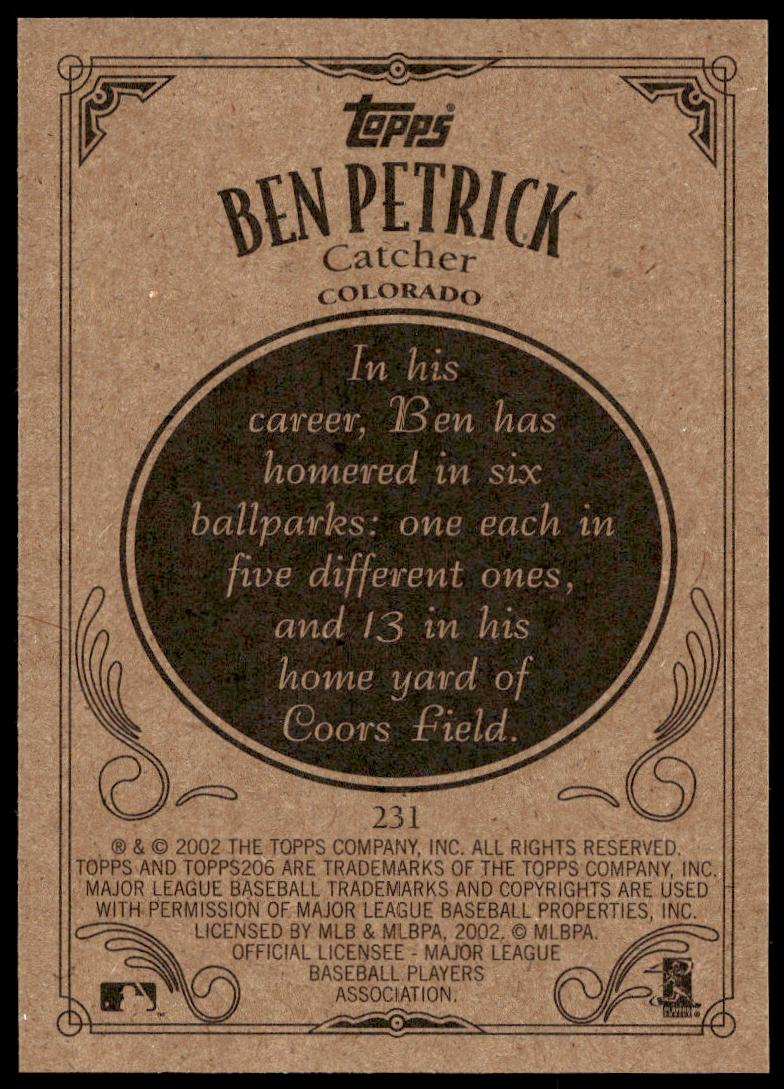 Topps®
BEN PETRICK
Catcher
COLORADO
In his
career, Ben has
homered in six
ballparks: one each in
five different ones,
and 13 in his
home yard of
Coors Field.
231
® & © 2002 THE TOPPS COMPANY, INC. ALL RIGHTS RESERVED.
TOPPS AND TOPPS206 ARE TRADEMARKS OF THE TOPPS COMPANY, INC.
MAJOR LEAGUE BASEBALL TRADEMARKS AND COPYRIGHTS ARE USED
WITH PERMISSION OF MAJOR LEAGUE BASEBALL PROPERTIES, INC.
LICENSED BY MLB & MLBPA, 2002. © MLBPA.
OFFICIAL LICENSEE - MAJOR LEAGUE
BASEBALL PLAYERS
ASSOCIATION.